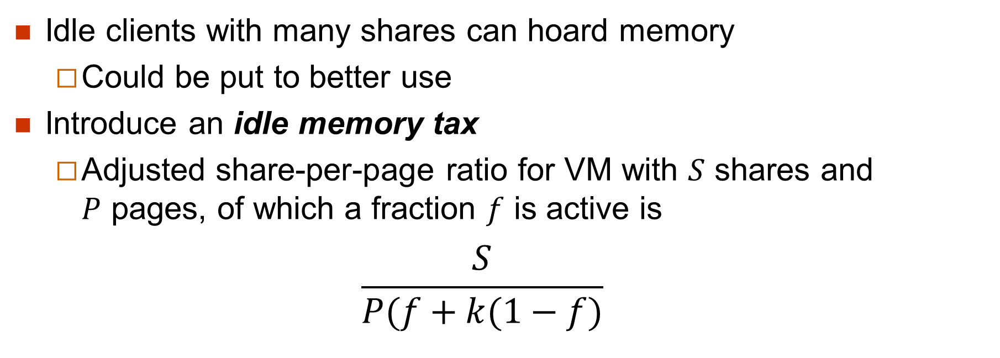 Idle clients with many shares can hoard memory
Could be put to better use
Introduce an idle memory tax
Adjusted share-per-page ratio for VM with S shares and
P pages, of which a fraction f is active is
S
P(f + k(1 − f)